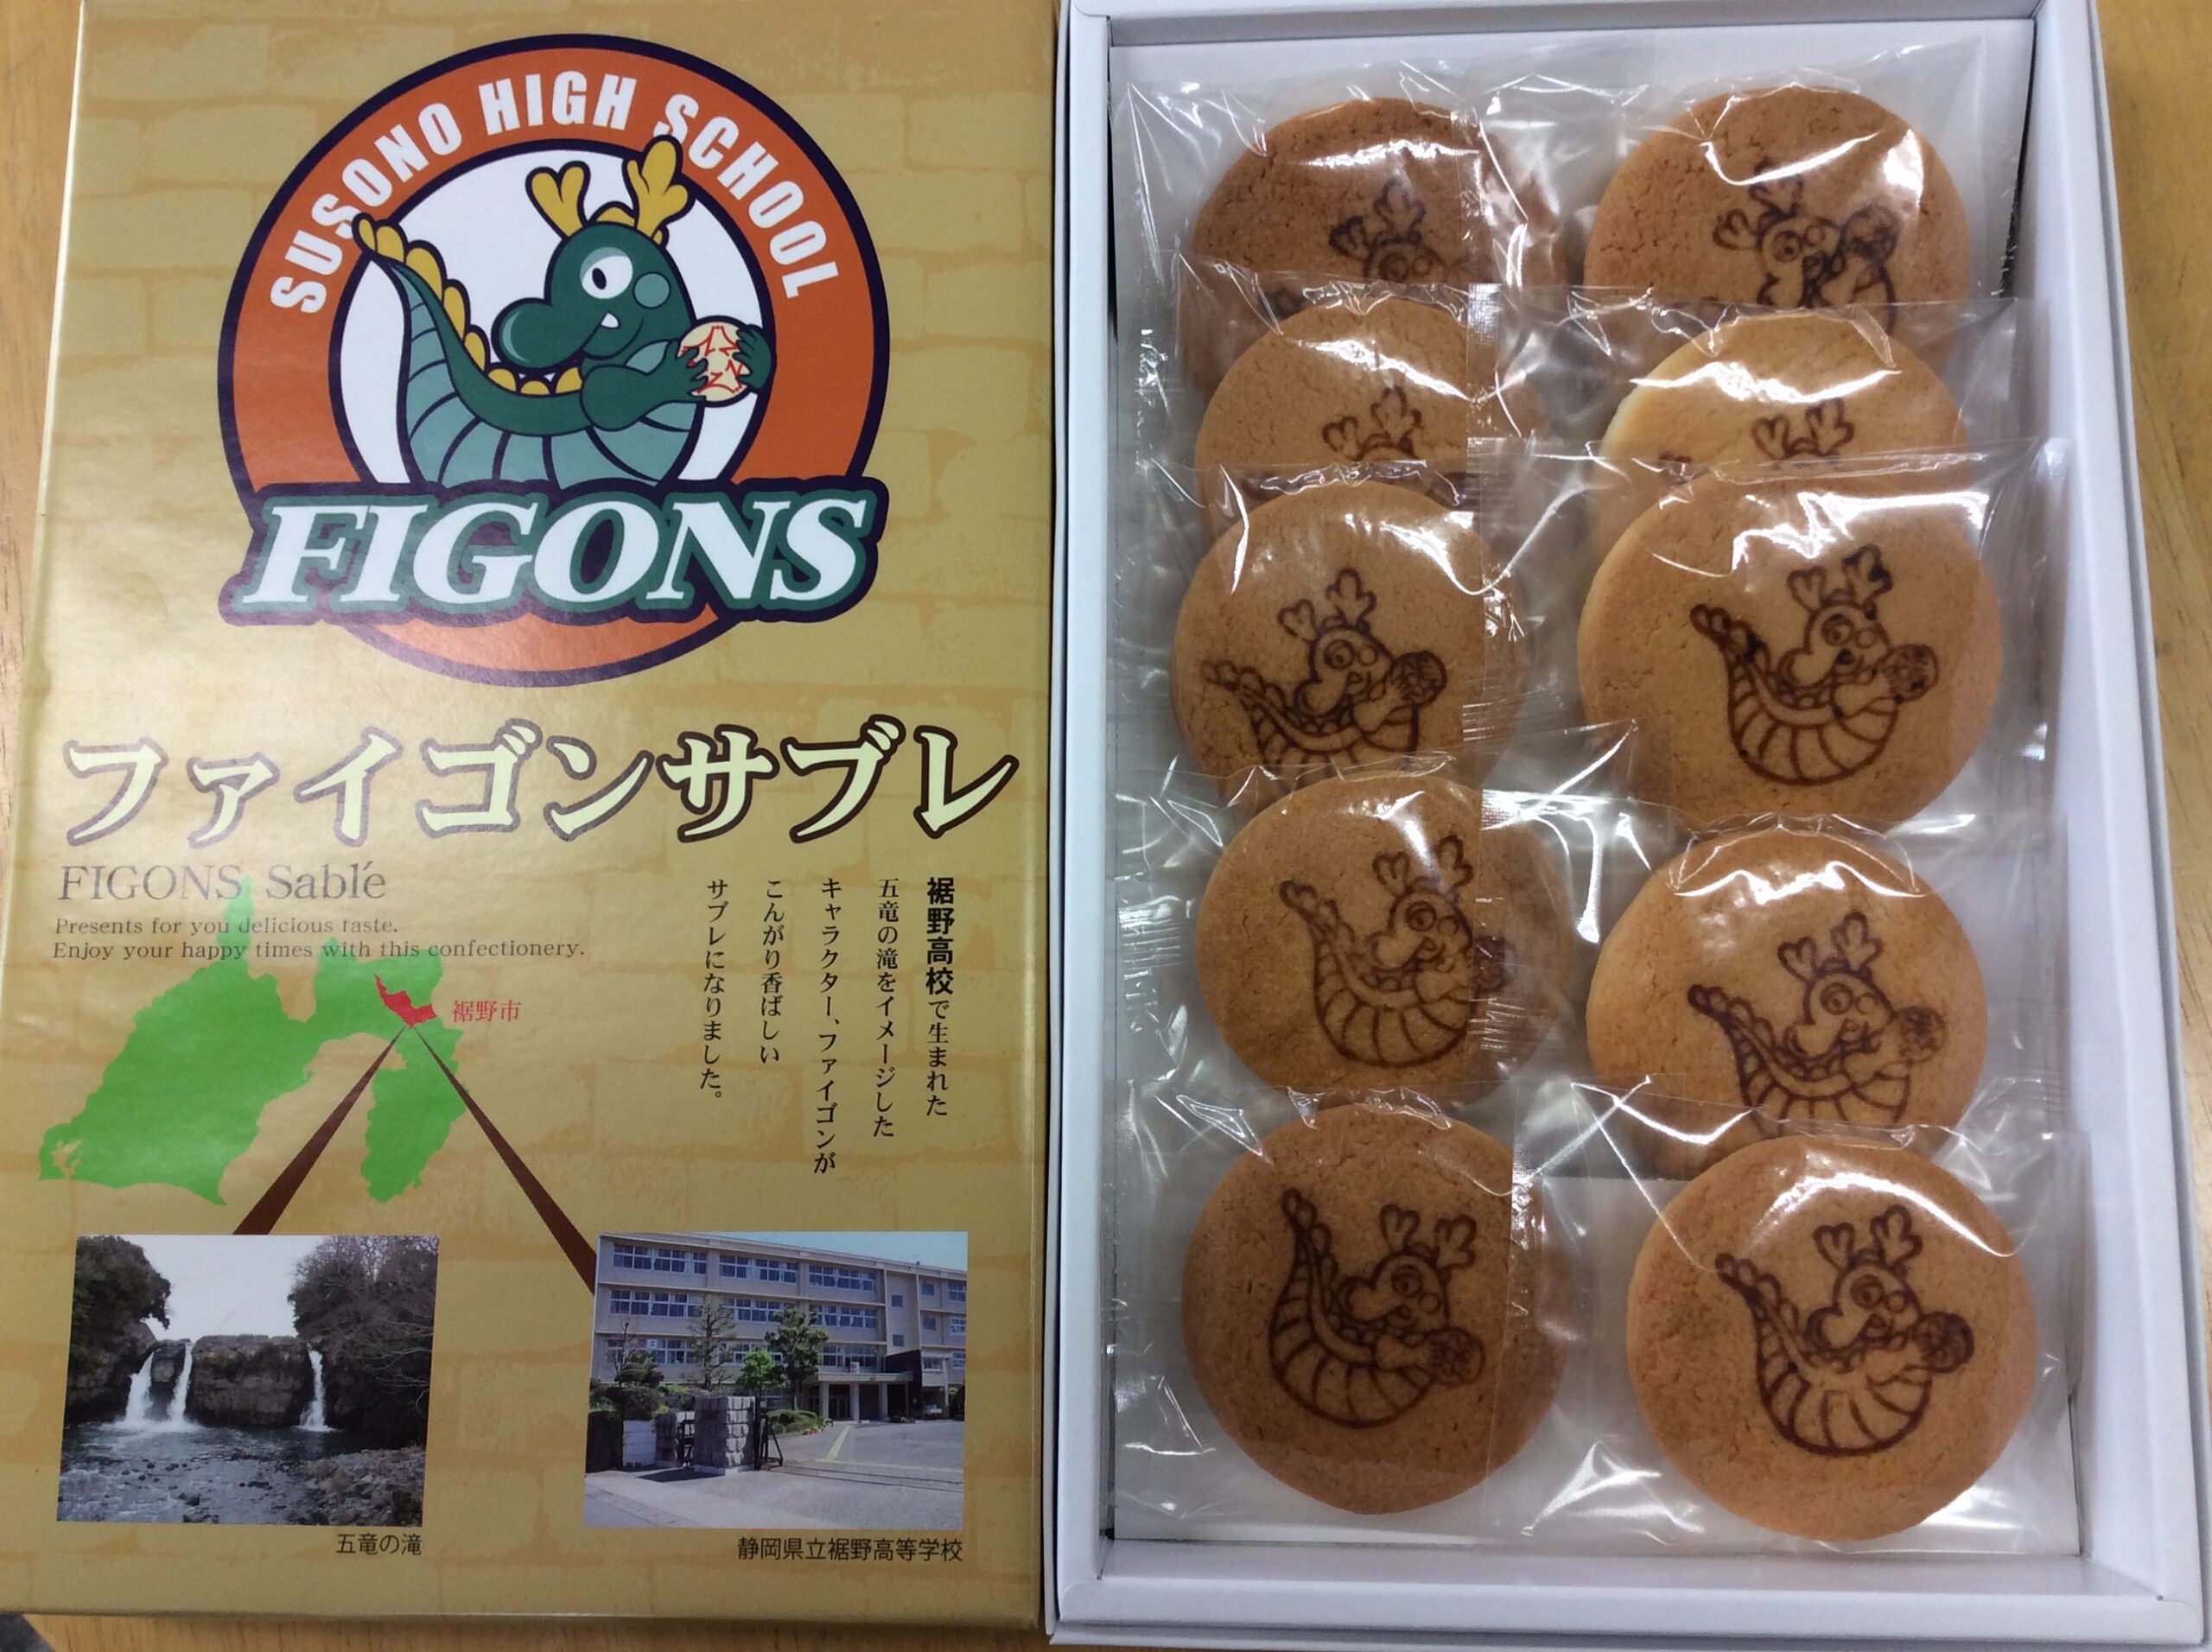 SUSONO HIGH SCHOOL
FIGONS
ファイゴンサブレ
FIGONS Sablé
Presents for you delicious taste.
Enjoy your happy times with this confectionery.
裾野高校で生まれた
五竜の滝をイメージした
キャラクター、ファイゴンが
こんがり香ばしい
サブレになりました。
裾野市
五竜の滝
静岡県立裾野高等学校